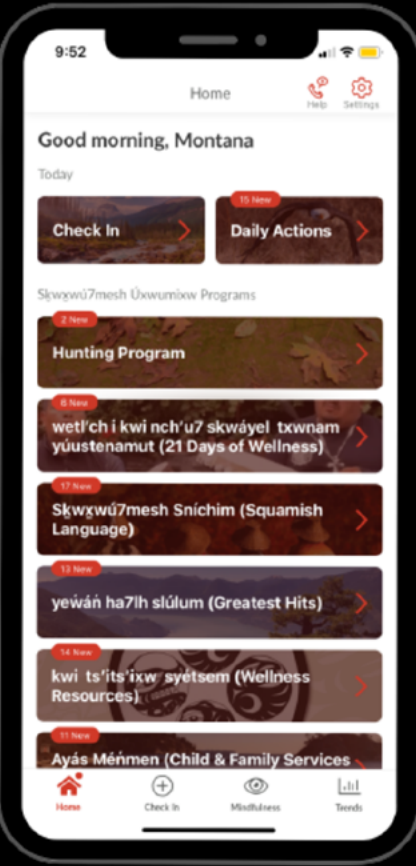 9:52
Home
Help
Settings
Good morning, Montana
Today
Check In
15 New
Daily Actions
Sḵwx̱wú7mesh Úxwumixw Programs
2 New
Hunting Program
6 New
wetl'ch i kwi nch'u7 skwáyel txwnam
yúustenamut (21 Days of Wellness)
17 New
Sḵwx̱wú7mesh Sníchim (Squamish
Language)
13 New
yewán̓ ha7lh slúlum (Greatest Hits)
14 New
kwi ts'its'ixw syétsem (Wellness
Resources)
11 New
Ayás Méńmen (Child & Family Services
Home
Check In
Mindfulness
Trends